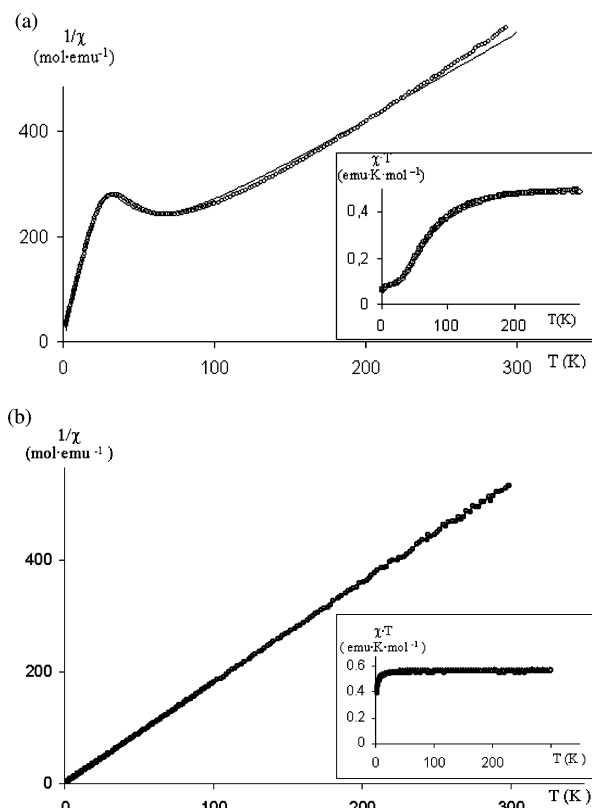 (a)
1/χ
(mol·emu⁻¹)
400
200
0
0 100 200 300 T (K)
χ·T
(emu·K·mol⁻¹)
0,4
0,2
0
0 100 200 T(K)
(b)
1/χ
(mol·emu⁻¹)
400
200
0
0 100 200 300 T (K)
χ·T
(emu·K·mol⁻¹)
0.6
0.4
0.2
0
0 100 200 300 T (K)